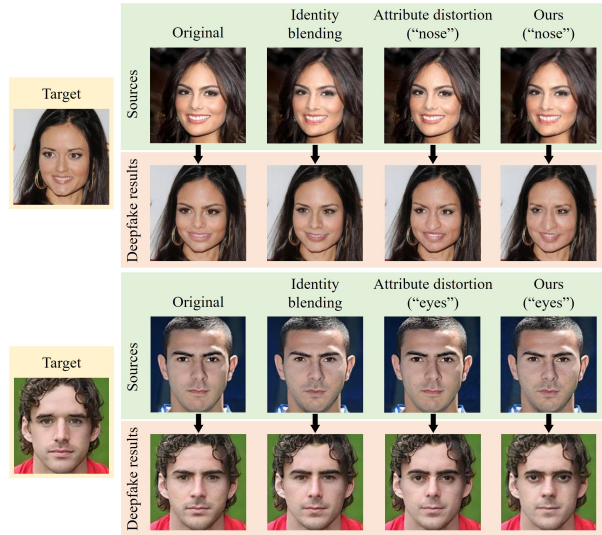 Original
Identity
blending
Attribute distortion
(“nose”)
Ours
(“nose”)
Target
Sources
Deepfake results
Original
Identity
blending
Attribute distortion
(“eyes”)
Ours
(“eyes”)
Target
Sources
Deepfake results